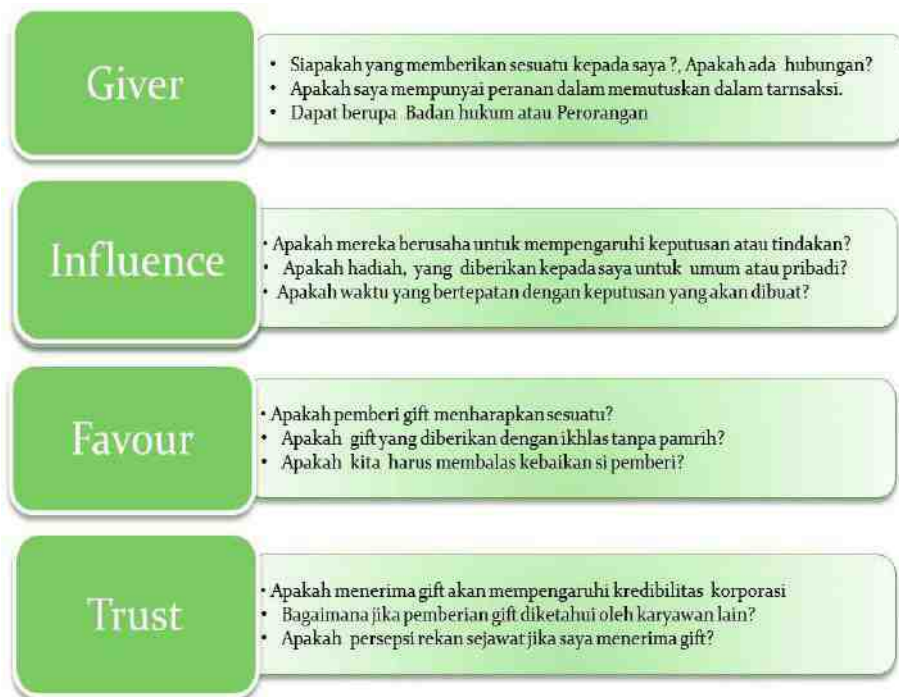 Giver
• Siapakah yang memberikan sesuatu kepada saya ?, Apakah ada hubungan?
• Apakah saya mempunyai peranan dalam memutuskan dalam tarnsaksi.
• Dapat berupa Badan hukum atau Perorangan
Influence
• Apakah mereka berusaha untuk mempengaruhi keputusan atau tindakan?
• Apakah hadiah, yang diberikan kepada saya untuk umum atau pribadi?
• Apakah waktu yang bertepatan dengan keputusan yang akan dibuat?
Favour
• Apakah pemberi gift menharapkan sesuatu?
• Apakah gift yang diberikan dengan ikhlas tanpa pamrih?
• Apakah kita harus membalas kebaikan si pemberi?
Trust
• Apakah menerima gift akan mempengaruhi kredibilitas korporasi
• Bagaimana jika pemberian gift diketahui oleh karyawan lain?
• Apakah persepsi rekan sejawat jika saya menerima gift?